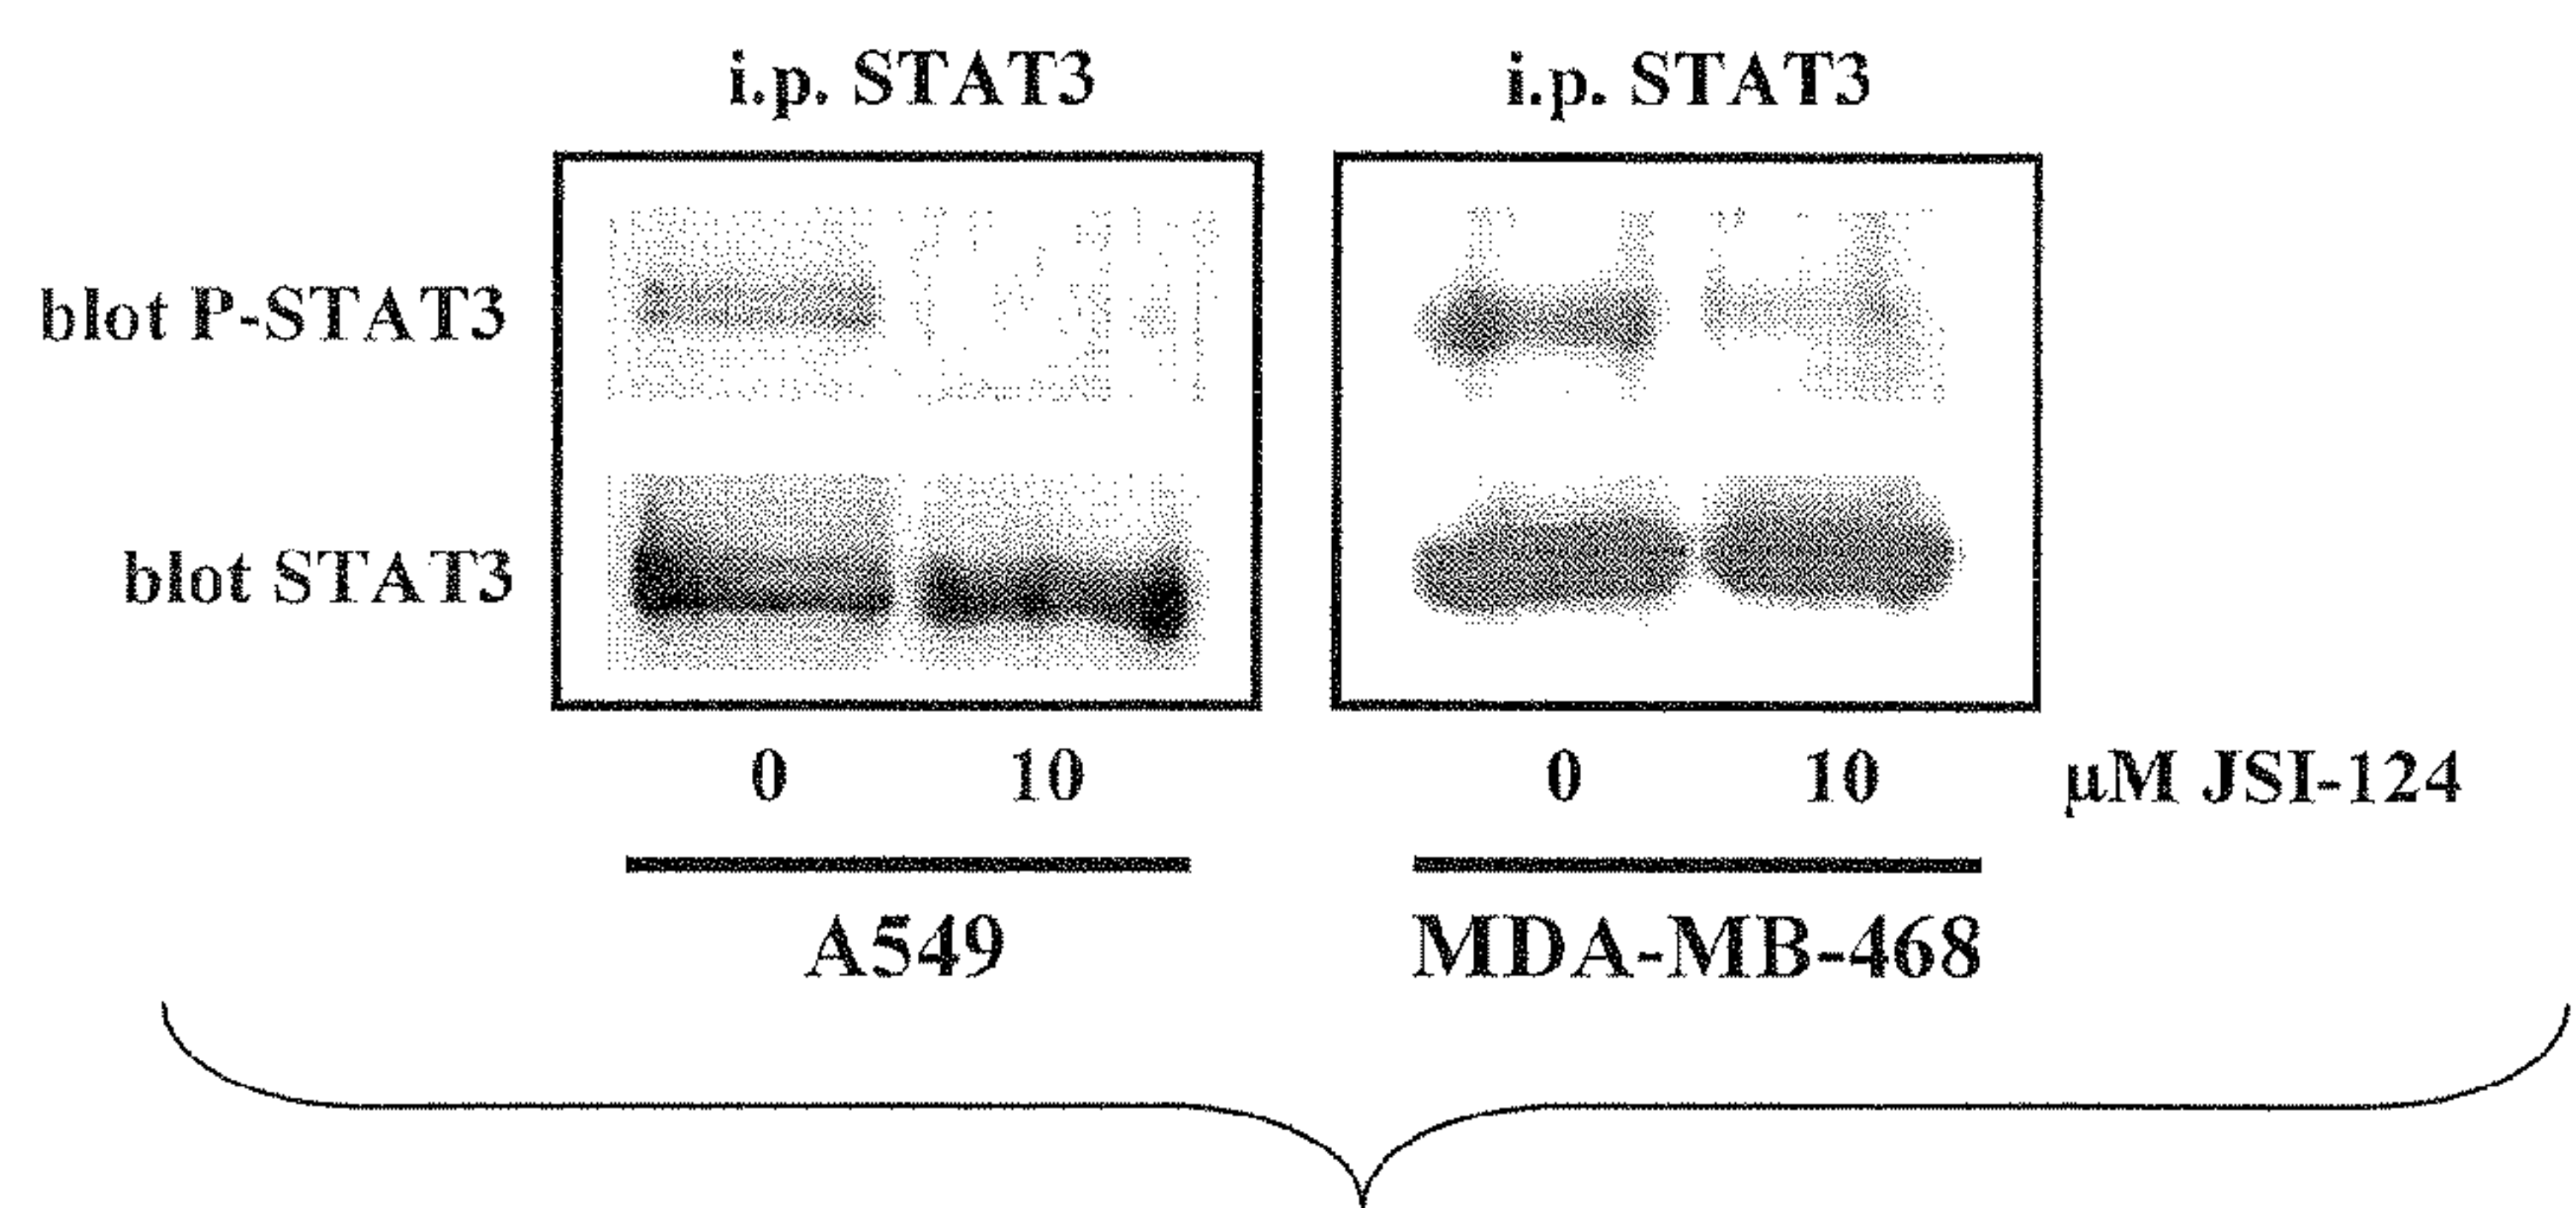 i.p. STAT3 i.p. STAT3
blot P-STAT3
blot STAT3
0 10 0 10 µM JSI-124
A549 MDA-MB-468